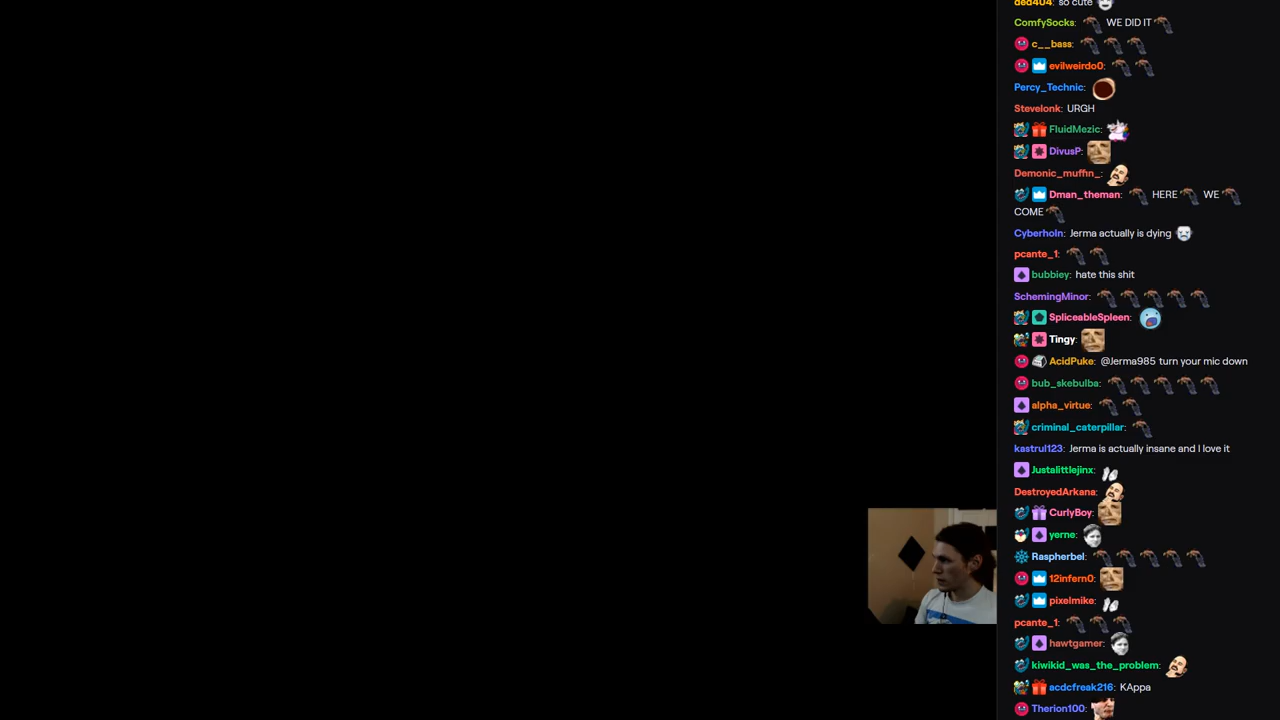 ded404: so cute
ComfySocks: WE DID IT
c__bass:
evilweirdo0:
Percy_Technic:
Stevelonk: URGH
FluidMezic:
DivusP:
Demonic_muffin_:
Dman_theman: HERE WE
COME
Cyberholn: Jerma actually is dying
pcante_1:
bubbiey: hate this shit
SchemingMinor:
SpliceableSpleen:
Tingy:
AcidPuke: @Jerma985 turn your mic down
bub_skebulba:
alpha_virtue:
criminal_caterpillar:
kastrul123: Jerma is actually insane and I love it
Justalittlejinx:
DestroyedArkana:
CurlyBoy:
yerne:
Raspherbel:
12infern0:
pixelmike:
pcante_1:
hawtgamer:
kiwikid_was_the_problem:
acdcfreak216: KAppa
Therion100: